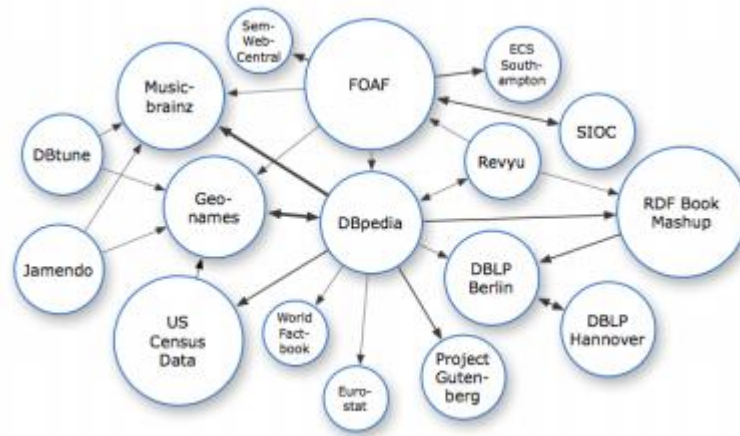 Sem-
Web-
Central
FOAF
ECS
South-
ampton
Music-
brainz
SIOC
DBtune
Revyu
Geo-
names
DBpedia
RDF Book
Mashup
Jamendo
DBLP
Berlin
US
Census
Data
World
Fact-
book
DBLP
Hannover
Project
Guten-
berg
Euro-
stat